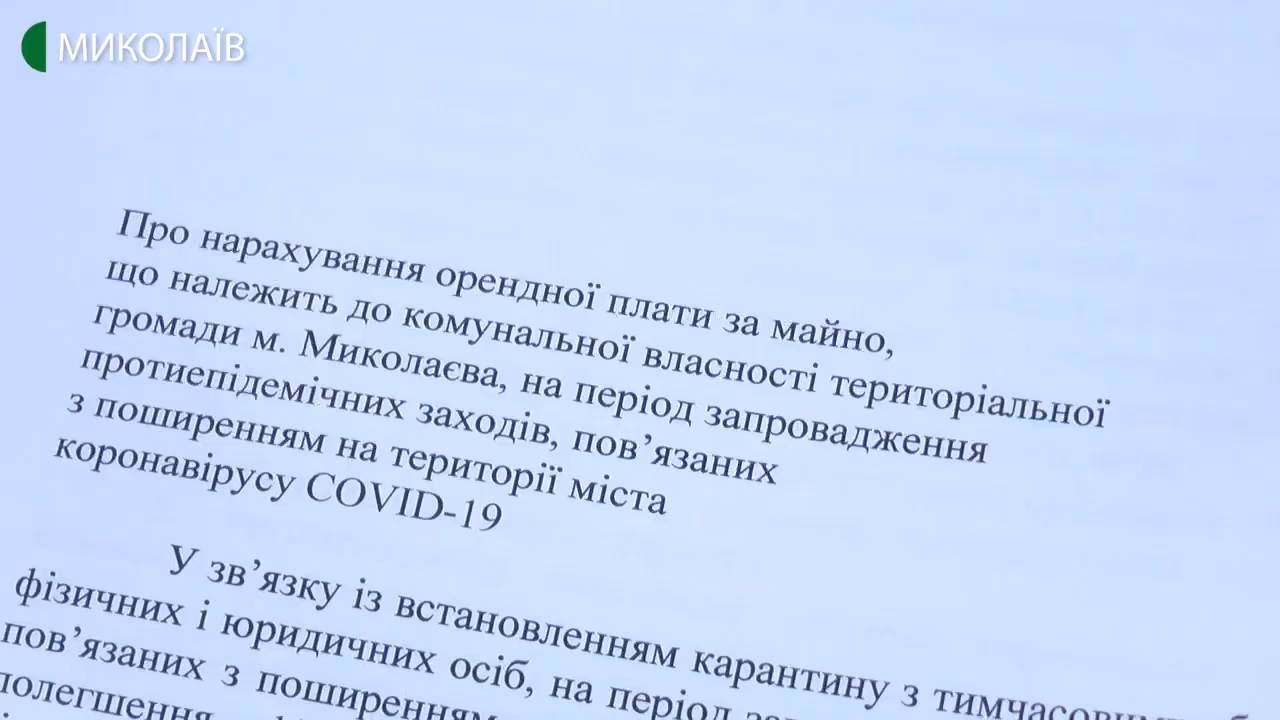 МИКОЛАЇВ
Про нарахування орендної плати за майно,
що належить до комунальної власності територіальної
громади м. Миколаєва, на період запровадження
протиепідемічних заходів, пов’язаних
з поширенням на території міста
коронавірусу COVID-19
У зв’язку із встановленням карантину з
фізичних і юридичних осіб, на період
пов’язаних з поширенням
полегшення